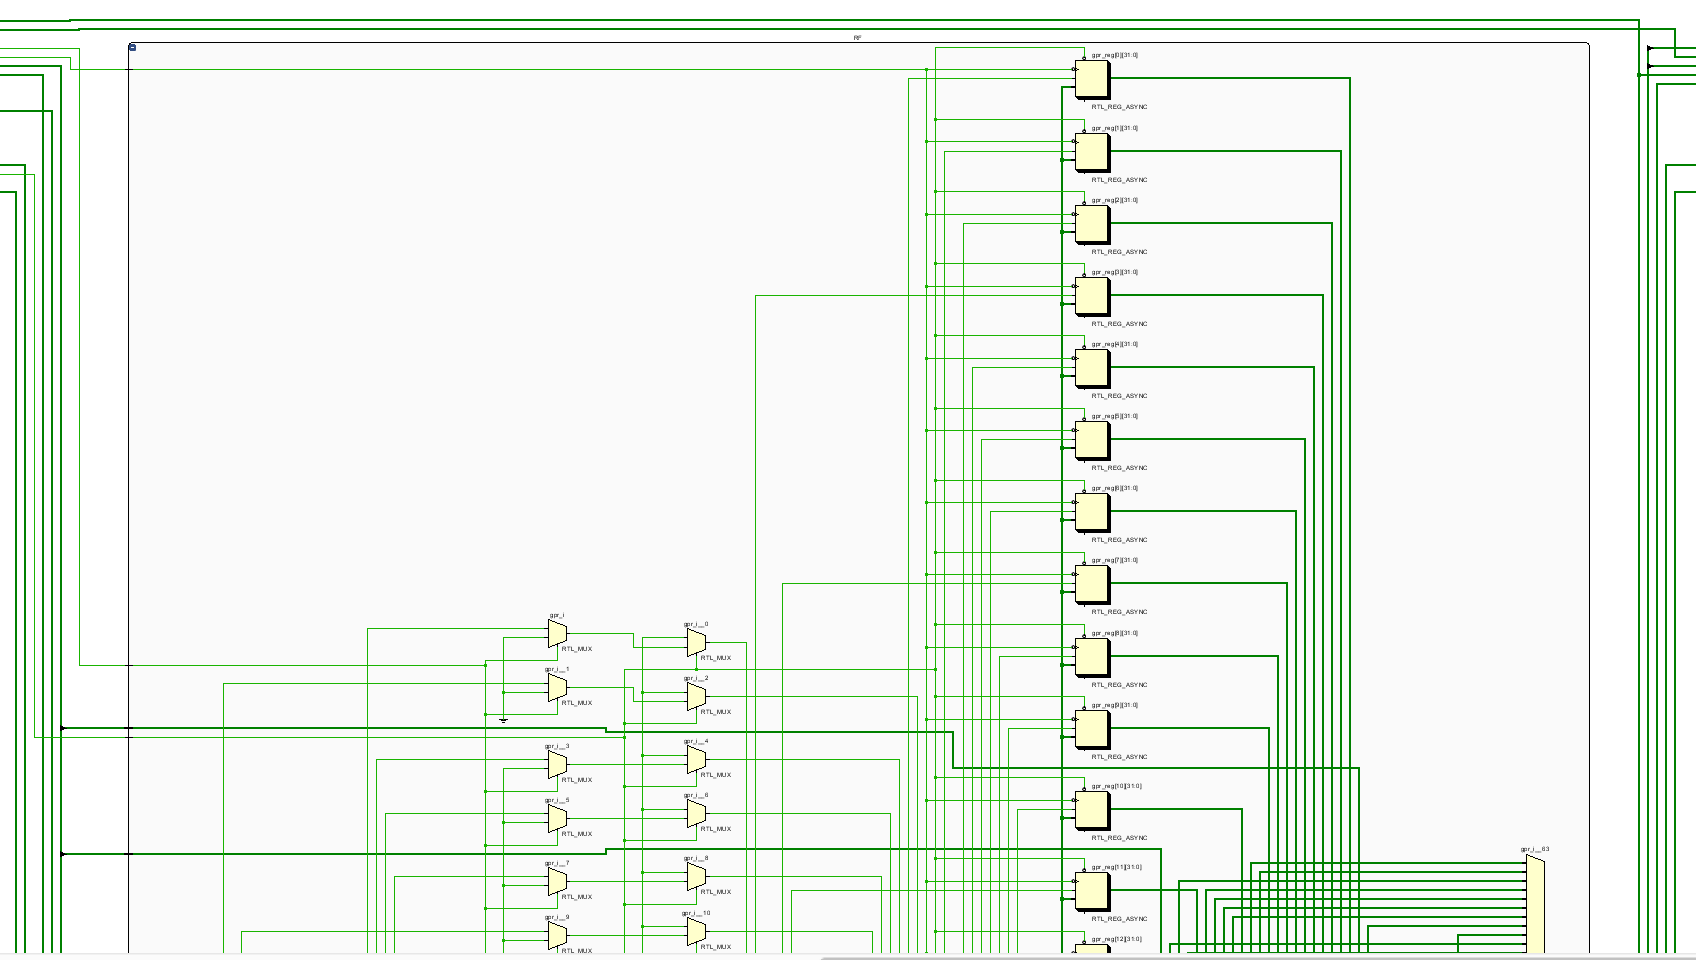 RF
gpr_reg[0][31:0]
RTL_REG_ASYNC
gpr_reg[1][31:0]
RTL_REG_ASYNC
gpr_reg[2][31:0]
RTL_REG_ASYNC
gpr_reg[3][31:0]
RTL_REG_ASYNC
gpr_reg[4][31:0]
RTL_REG_ASYNC
gpr_reg[5][31:0]
RTL_REG_ASYNC
gpr_reg[6][31:0]
RTL_REG_ASYNC
gpr_reg[7][31:0]
RTL_REG_ASYNC
gpr_i
gpr_i__0
gpr_reg[8][31:0]
RTL_MUX
RTL_MUX
gpr_i__1
gpr_i__2
RTL_REG_ASYNC
RTL_MUX
gpr_reg[9][31:0]
RTL_MUX
gpr_i__3
gpr_i__4
RTL_REG_ASYNC
RTL_MUX
RTL_MUX
gpr_reg[10][31:0]
gpr_i__5
gpr_i__6
RTL_MUX
RTL_MUX
RTL_REG_ASYNC
gpr_i__63
gpr_i__7
gpr_i__8
gpr_reg[11][31:0]
RTL_MUX
RTL_MUX
gpr_i__9
gpr_i__10
RTL_REG_ASYNC
gpr_reg[12][31:0]
RTL_MUX
RTL_MUX